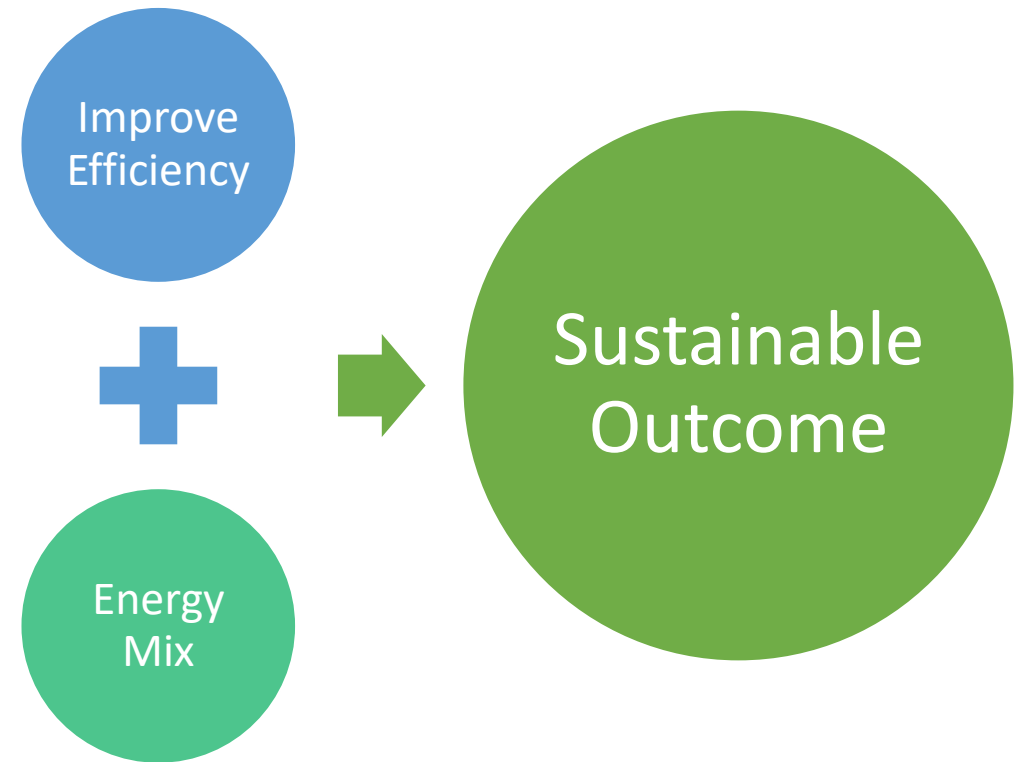 Improve
Efficiency
Energy
Mix
Sustainable
Outcome